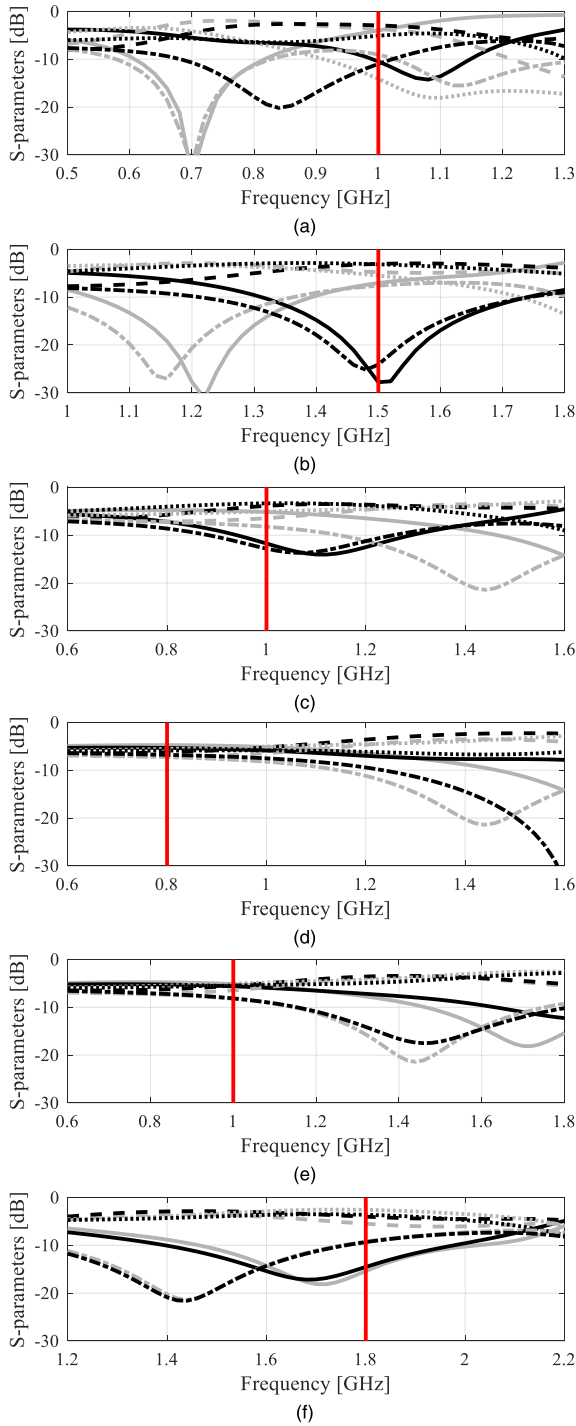 S-parameters [dB]
0
-10
-20
-30
0.5 0.6 0.7 0.8 0.9 1 1.1 1.2 1.3
Frequency [GHz]
(a)
S-parameters [dB]
0
-10
-20
-30
1 1.1 1.2 1.3 1.4 1.5 1.6 1.7 1.8
Frequency [GHz]
(b)
S-parameters [dB]
0
-10
-20
-30
0.6 0.8 1 1.2 1.4 1.6
Frequency [GHz]
(c)
S-parameters [dB]
0
-10
-20
-30
0.6 0.8 1 1.2 1.4 1.6
Frequency [GHz]
(d)
S-parameters [dB]
0
-10
-20
-30
0.6 0.8 1 1.2 1.4 1.6 1.8
Frequency [GHz]
(e)
S-parameters [dB]
0
-10
-20
-30
1.2 1.4 1.6 1.8 2 2.2
Frequency [GHz]
(f)